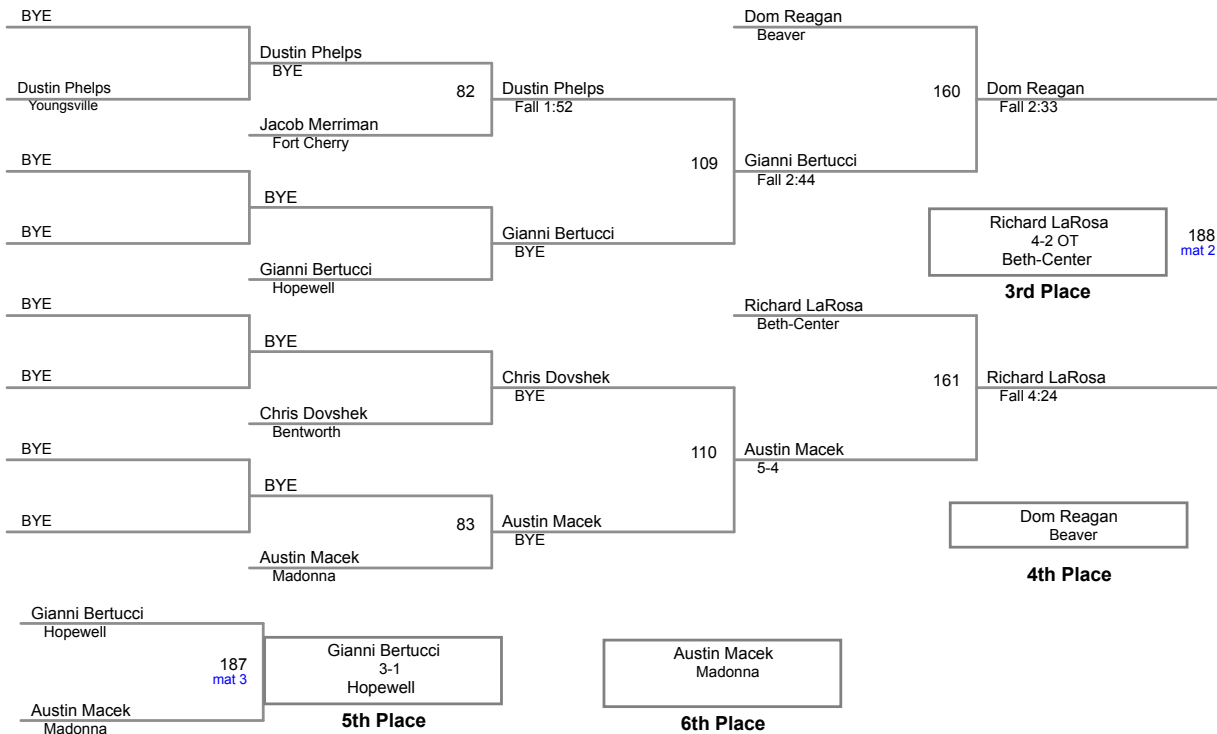 BYE
Dustin Phelps
Youngsville
BYE
BYE
BYE
BYE
BYE
BYE
Dustin Phelps
BYE
82
Jacob Merriman
Fort Cherry
BYE
Gianni Bertucci
Hopewell
BYE
Chris Dovshek
Bentworth
BYE
83
Austin Macek
Madonna
Dustin Phelps
Fall 1:52
109
Gianni Bertucci
BYE
Chris Dovshek
BYE
110
Austin Macek
BYE
Dom Reagan
Beaver
160
Gianni Bertucci
Fall 2:44
Richard LaRosa
Beth-Center
161
Austin Macek
5-4
Dom Reagan
Fall 2:33
Richard LaRosa
4-2 OT
Beth-Center
188
mat 2
3rd Place
Richard LaRosa
Fall 4:24
Dom Reagan
Beaver
4th Place
Gianni Bertucci
Hopewell
187
mat 3
Austin Macek
Madonna
Gianni Bertucci
3-1
Hopewell
5th Place
Austin Macek
Madonna
6th Place